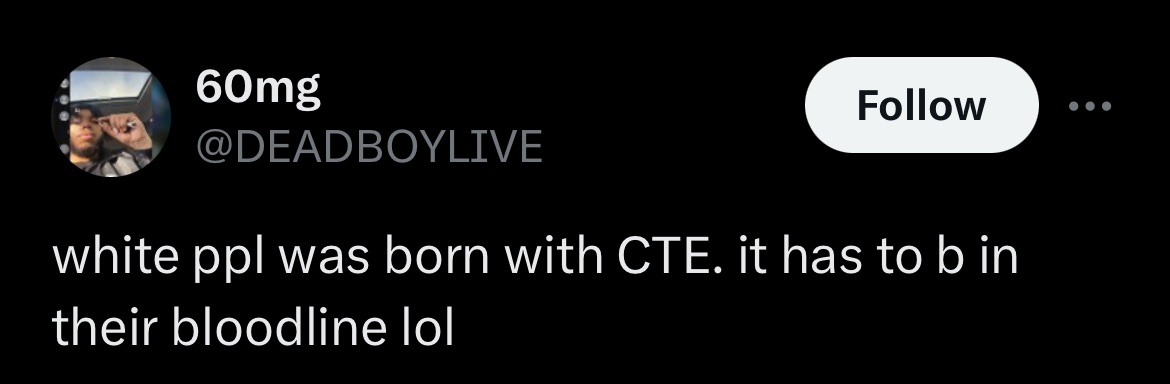 60mg
@DEADBOYLIVE
Follow
white ppl was born with CTE. it has to b in
their bloodline lol